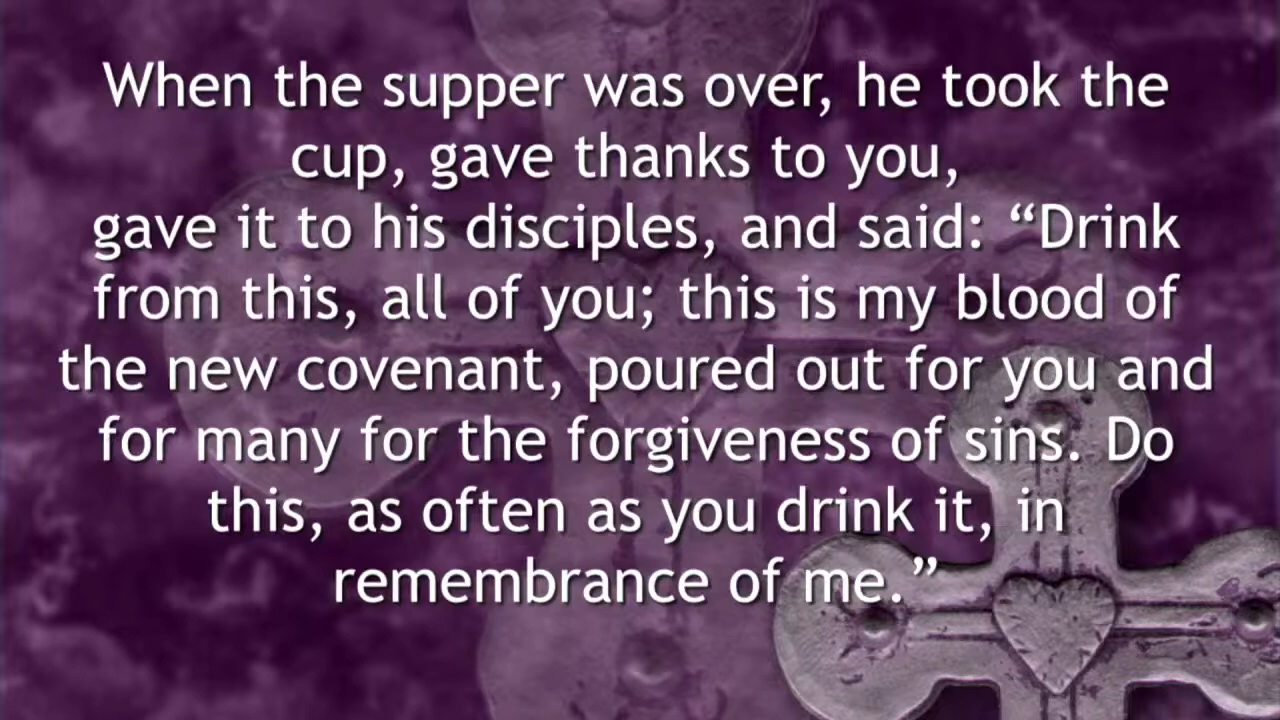 When the supper was over, he took the
cup, gave thanks to you,
gave it to his disciples, and said: “Drink
from this, all of you; this is my blood of
the new covenant, poured out for you and
for many for the forgiveness of sins. Do
this, as often as you drink it, in
remembrance of me.”